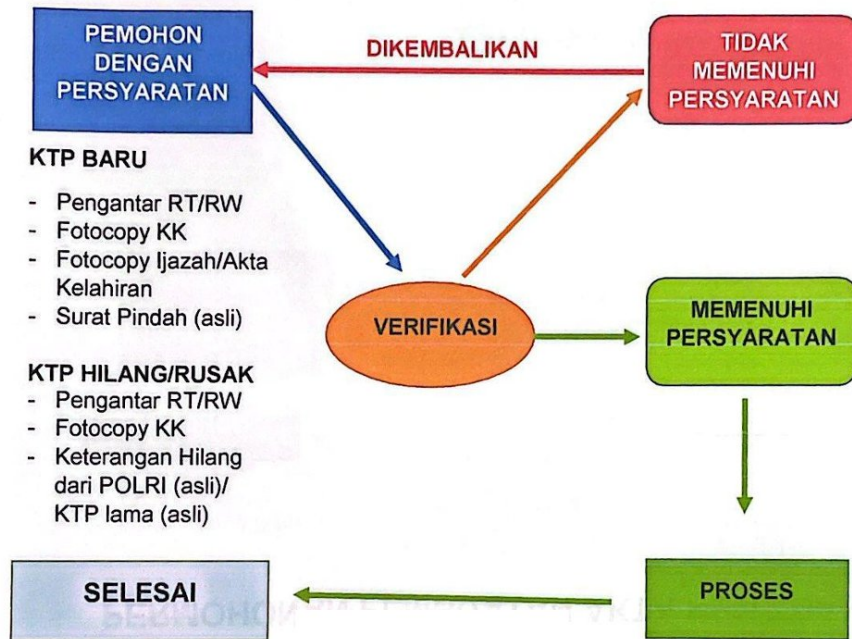 PEMOHON
DENGAN
PERSYARATAN
DIKEMBALIKAN
TIDAK
MEMENUHI
PERSYARATAN
KTP BARU
- Pengantar RT/RW
- Fotocopy KK
- Fotocopy Ijazah/Akta
Kelahiran
- Surat Pindah (asli)
VERIFIKASI
MEMENUHI
PERSYARATAN
KTP HILANG/RUSAK
- Pengantar RT/RW
- Fotocopy KK
- Keterangan Hilang
dari POLRI (asli)/
KTP lama (asli)
SELESAI
PROSES